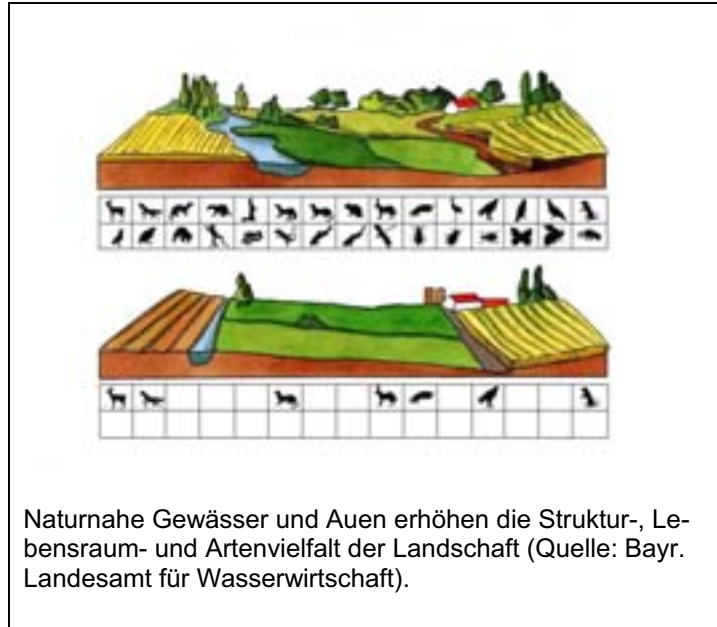 Naturnahe Gewässer und Auen erhöhen die Struktur-, Le-
bensraum- und Artenvielfalt der Landschaft (Quelle: Bayr.
Landesamt für Wasserwirtschaft).